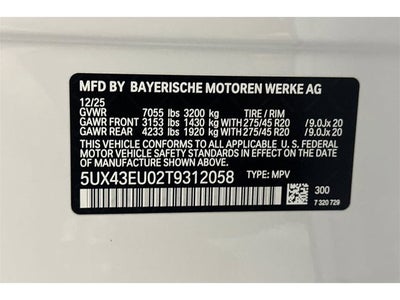 MFD BY BAYERISCHE MOTOREN WERKE AG
12/25
GVWR 7055 lbs 3200 kg TIRE / RIM
GAWR FRONT 3153 lbs 1430 kg WITH 275/45 R20 / 9.0Jx 20
GAWR REAR 4233 lbs 1920 kg WITH 275/45 R20 / 9.0Jx 20
THIS VEHICLE CONFORMS TO ALL APPLICABLE U.S.
FEDERAL MOTOR VEHICLE SAFETY STANDARDS IN
EFFECT ON THE DATE OF MANUFACTURE SHOWN ABOVE.
5UX43EU02T9312058 TYPE: MPV
300
7 320 729